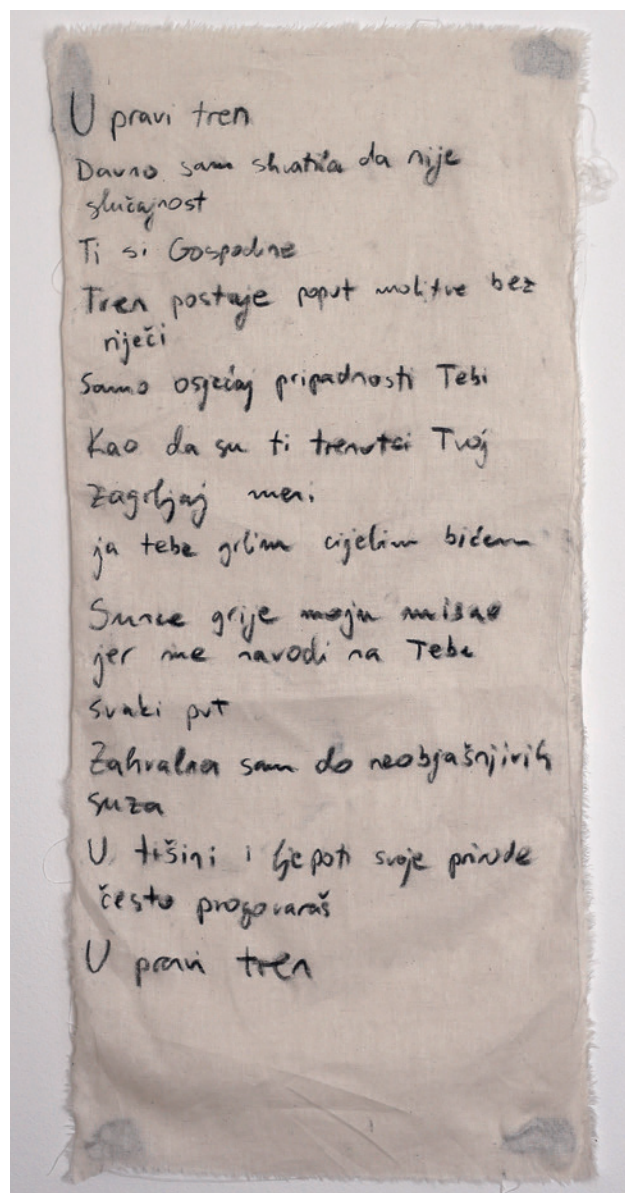 U pravi tren
Davno sam shvatila da nije
slučajnost
Ti si Gospodine
Tren postaje poput molitve bez
riječi
Samo osjećaj pripadnosti Tebi
Kao da su ti trenutci Tvoj
Zagrljaj meni
ja tebe grlim cijelim bićem
Sunce grije moju misao
jer me navodi na Tebe
svaki put
Zahvalna sam do neobjašnjivih
suza
U tišini i ljepoti svoje prirode
često progovaraš
U pravi tren